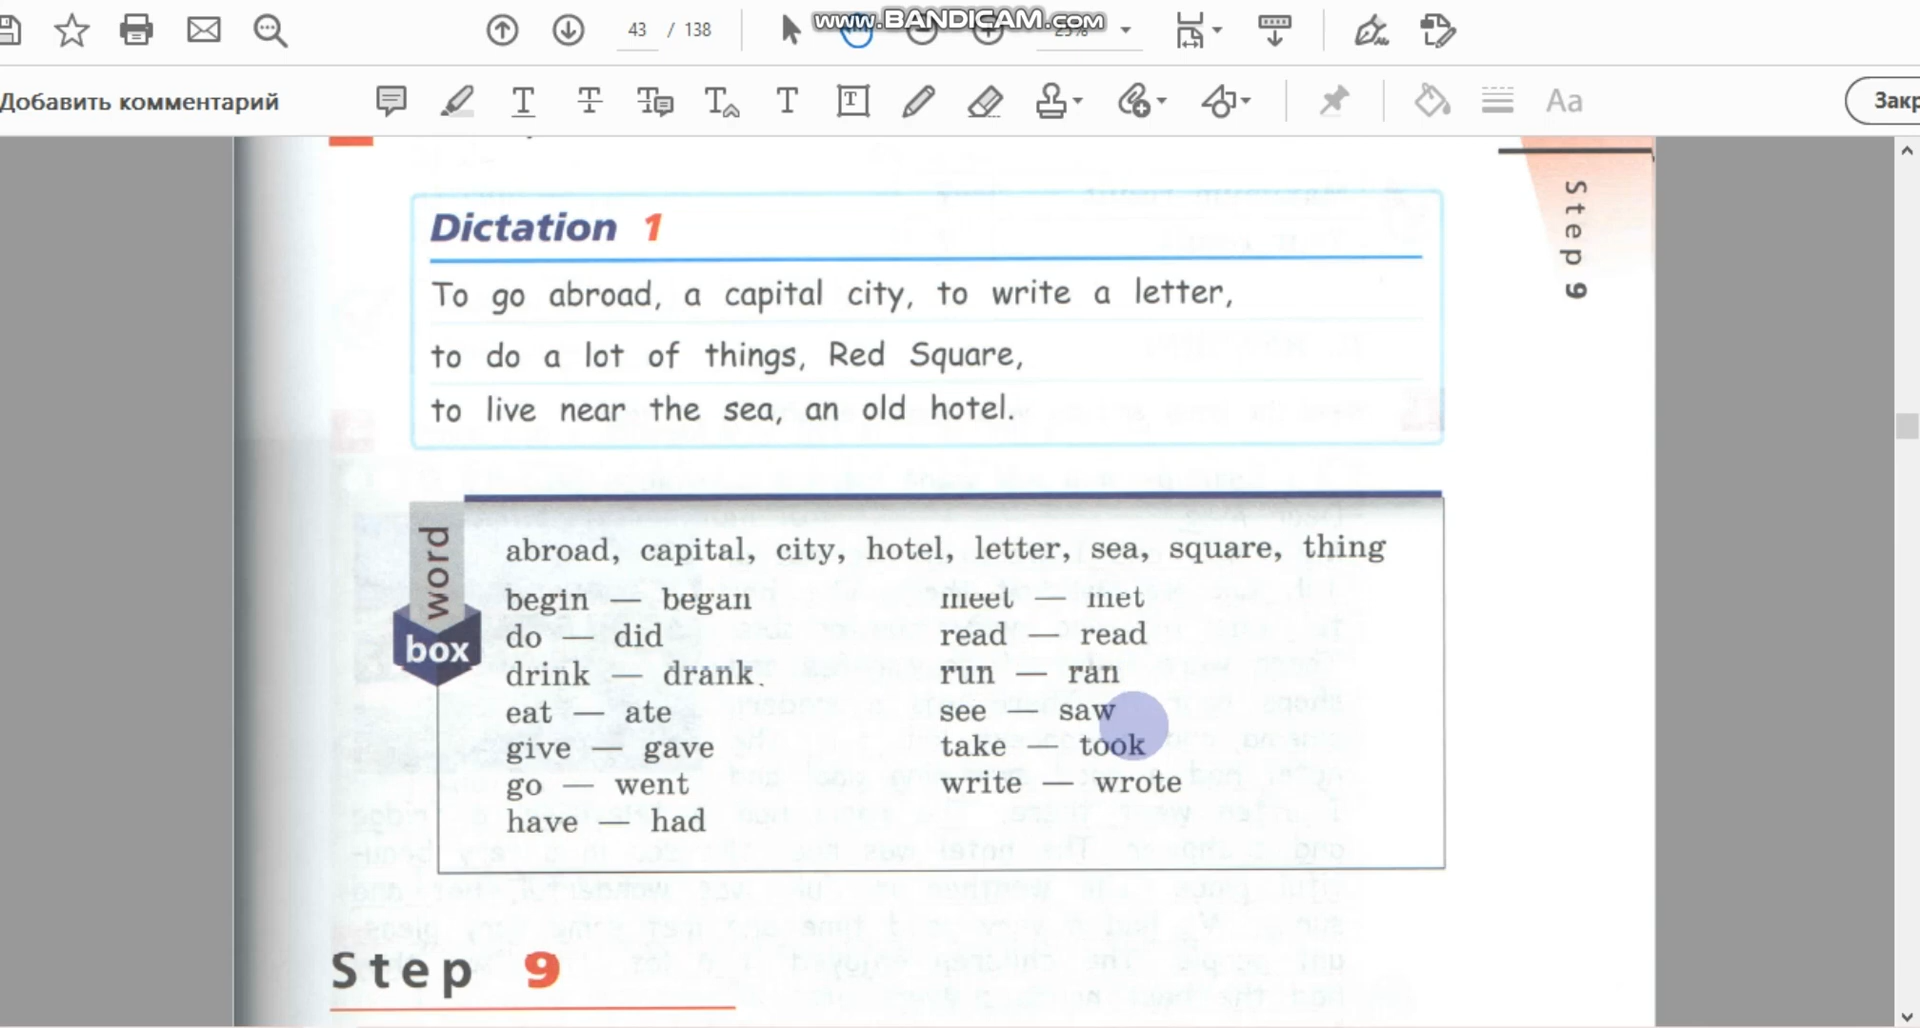 www.BANDICAM.com
43 / 138
25%
Добавить комментарий
Aa
Закр
Step 9
Dictation 1
To go abroad, a capital city, to write a letter,
to do a lot of things, Red Square,
to live near the sea, an old hotel.
word
box
abroad, capital, city, hotel, letter, sea, square, thing
begin — began
do — did
drink — drank
eat — ate
give — gave
go — went
have — had
meet — met
read — read
run — ran
see — saw
take — took
write — wrote
Step 9